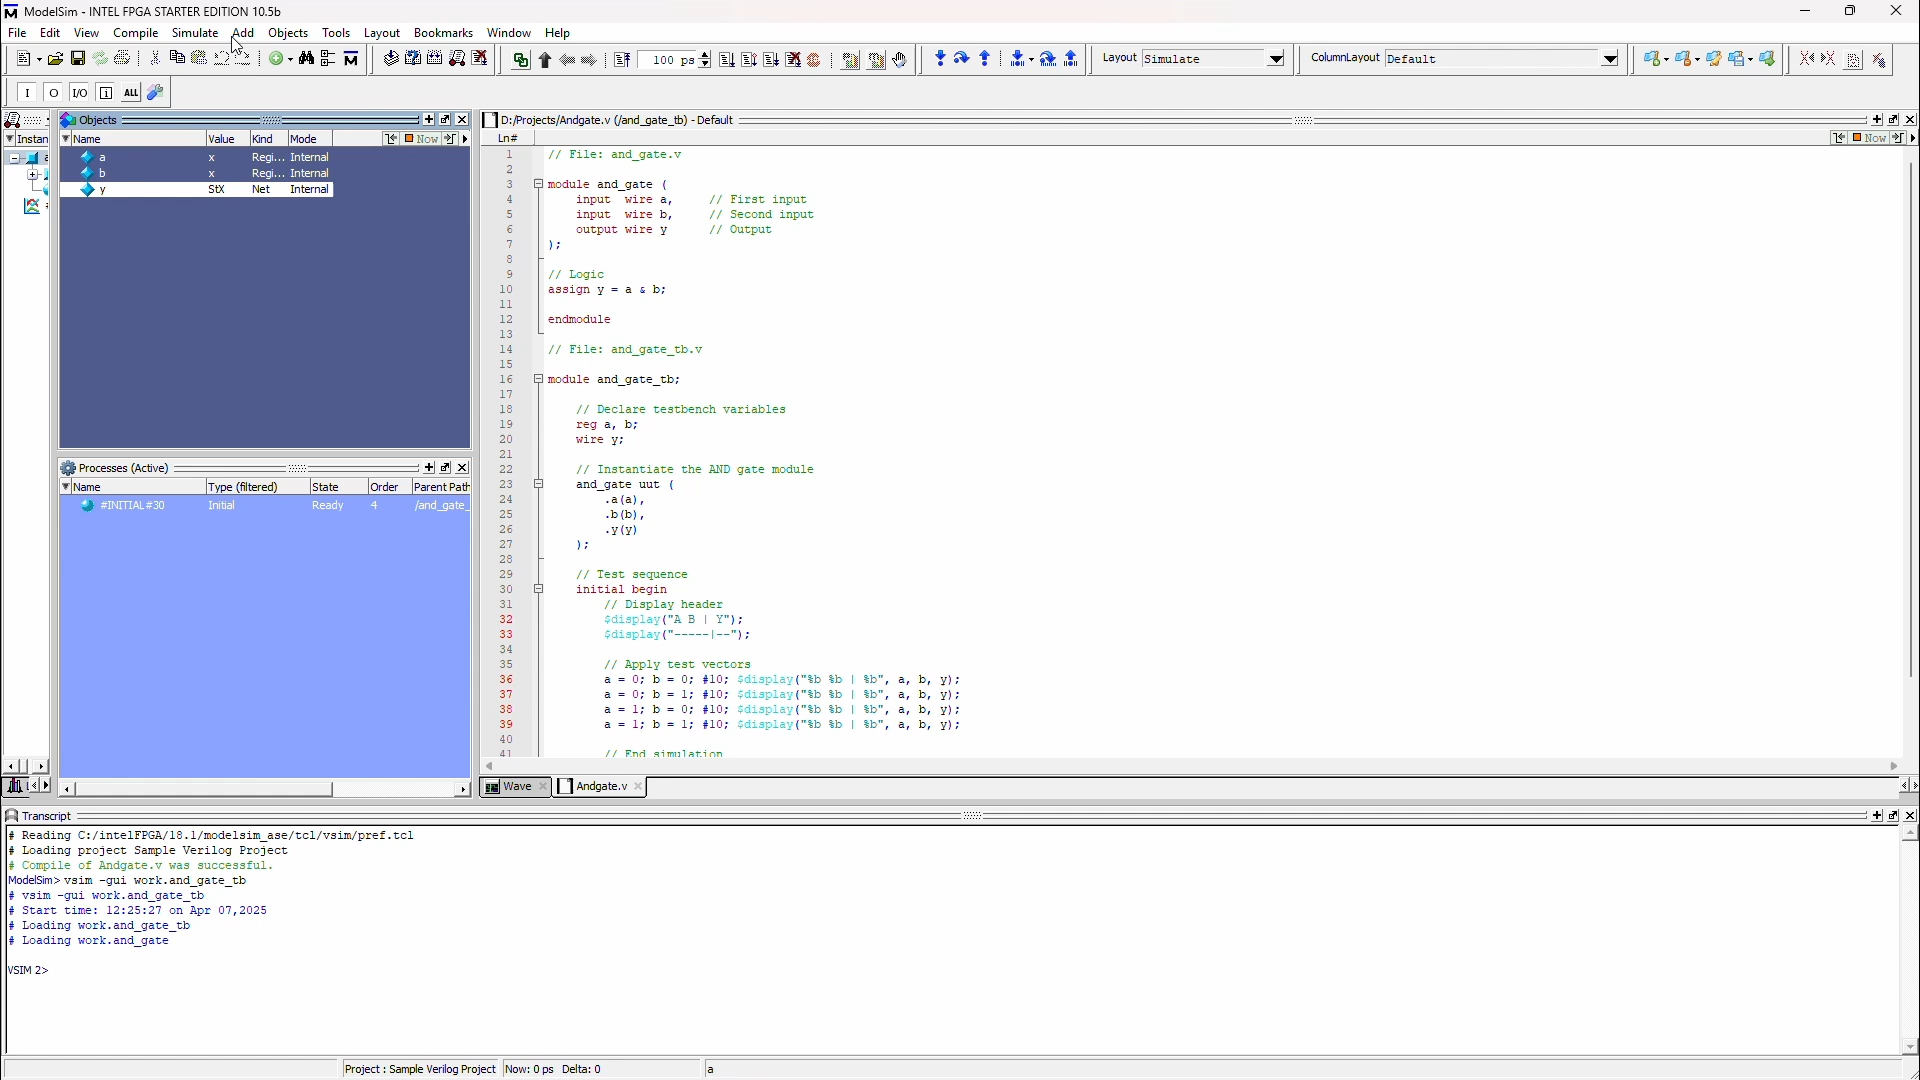 ModelSim - INTEL FPGA STARTER EDITION 10.5b
File Edit View Compile Simulate Add Objects Tools Layout Bookmarks Window Help
100 ps
Layout Simulate
ColumnLayout Default
I O I/O ALL
Instan
Objects
Name Value Kind Mode Now
a x Regi... Internal
b x Regi... Internal
y StX Net Internal
Processes (Active)
Name Type (filtered) State Order Parent Path
#INITIAL#30 Initial Ready 4 /and_gate_
D:/Projects/Andgate.v (/and_gate_tb) - Default
Ln# Now
1 // File: and_gate.v
2
3 module and_gate (
4 input wire a, // First input
5 input wire b, // Second input
6 output wire y // Output
7 );
8
9 // Logic
10 assign y = a & b;
11
12 endmodule
13
14 // File: and_gate_tb.v
15
16 module and_gate_tb;
17
18 // Declare testbench variables
19 reg a, b;
20 wire y;
21
22 // Instantiate the AND gate module
23 and_gate uut (
24 .a(a),
25 .b(b),
26 .y(y)
27 );
28
29 // Test sequence
30 initial begin
31 // Display header
32 $display("A B | Y");
33 $display("-----|--");
34
35 // Apply test vectors
36 a = 0; b = 0; #10; $display("%b %b | %b", a, b, y);
37 a = 0; b = 1; #10; $display("%b %b | %b", a, b, y);
38 a = 1; b = 0; #10; $display("%b %b | %b", a, b, y);
39 a = 1; b = 1; #10; $display("%b %b | %b", a, b, y);
40
41 // End simulation
Wave Andgate.v
Transcript
# Reading C:/intelFPGA/18.1/modelsim_ase/tcl/vsim/pref.tcl
# Loading project Sample Verilog Project
# Compile of Andgate.v was successful.
ModelSim> vsim -gui work.and_gate_tb
# vsim -gui work.and_gate_tb
# Start time: 12:25:27 on Apr 07,2025
# Loading work.and_gate_tb
# Loading work.and_gate
VSIM 2>
Project : Sample Verilog Project Now: 0 ps Delta: 0 a